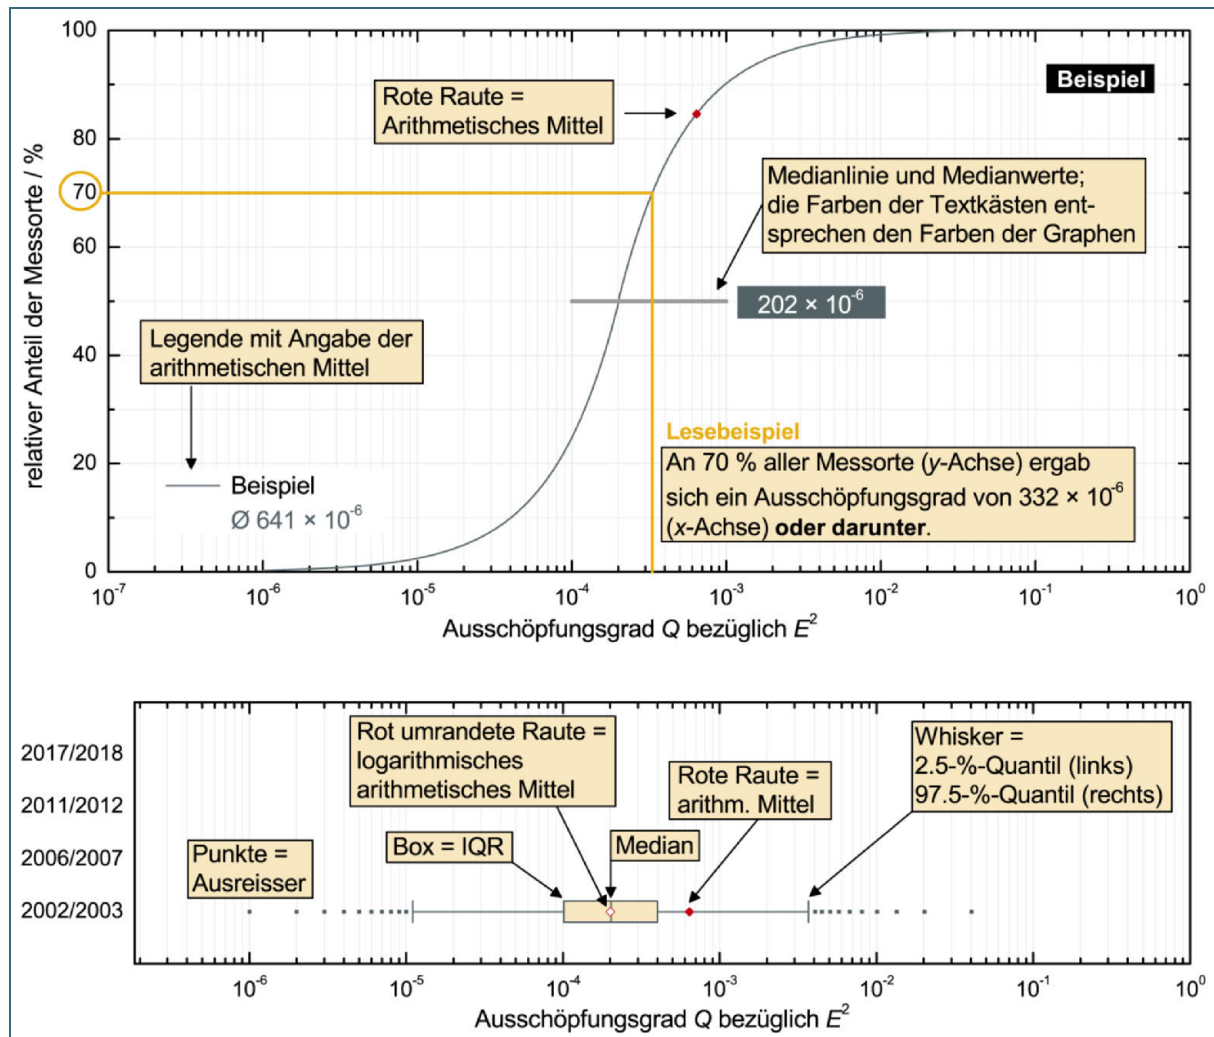 100
80
70
60
40
20
0
relativer Anteil der Messorte / %
Beispiel
Rote Raute =
Arithmetisches Mittel
Medianlinie und Medianwerte;
die Farben der Textkästen ent-
sprechen den Farben der Graphen
202 × 10⁻⁶
Legende mit Angabe der
arithmetischen Mittel
Beispiel
Ø 641 × 10⁻⁶
Lesebeispiel
An 70 % aller Messorte (y-Achse) ergab
sich ein Ausschöpfungsgrad von 332 × 10⁻⁶
(x-Achse) oder darunter.
10⁻⁷ 10⁻⁶ 10⁻⁵ 10⁻⁴ 10⁻³ 10⁻² 10⁻¹ 10⁰
Ausschöpfungsgrad Q bezüglich E²
2017/2018
2011/2012
2006/2007
2002/2003
Rot umrandete Raute =
logarithmisches
arithmetisches Mittel
Rote Raute =
arithm. Mittel
Whisker =
2.5-%-Quantil (links)
97.5-%-Quantil (rechts)
Punkte =
Ausreisser
Box = IQR
Median
10⁻⁶ 10⁻⁵ 10⁻⁴ 10⁻³ 10⁻² 10⁻¹ 10⁰
Ausschöpfungsgrad Q bezüglich E²